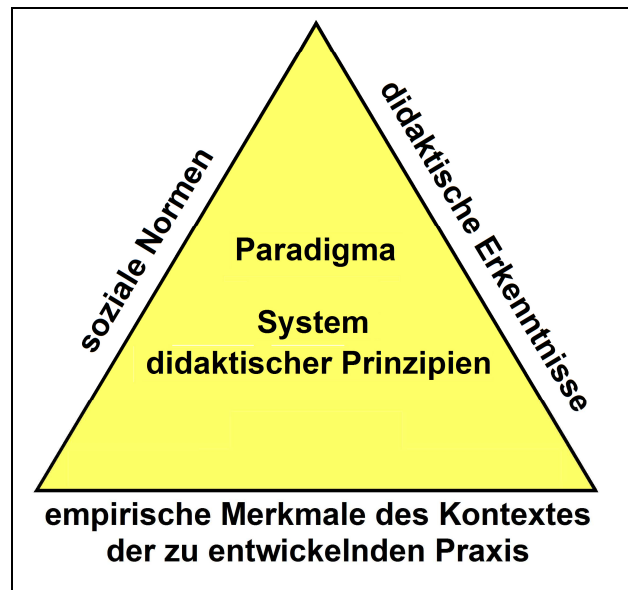 soziale Normen
didaktische Erkenntnisse
Paradigma
System
didaktischer Prinzipien
empirische Merkmale des Kontextes
der zu entwickelnden Praxis